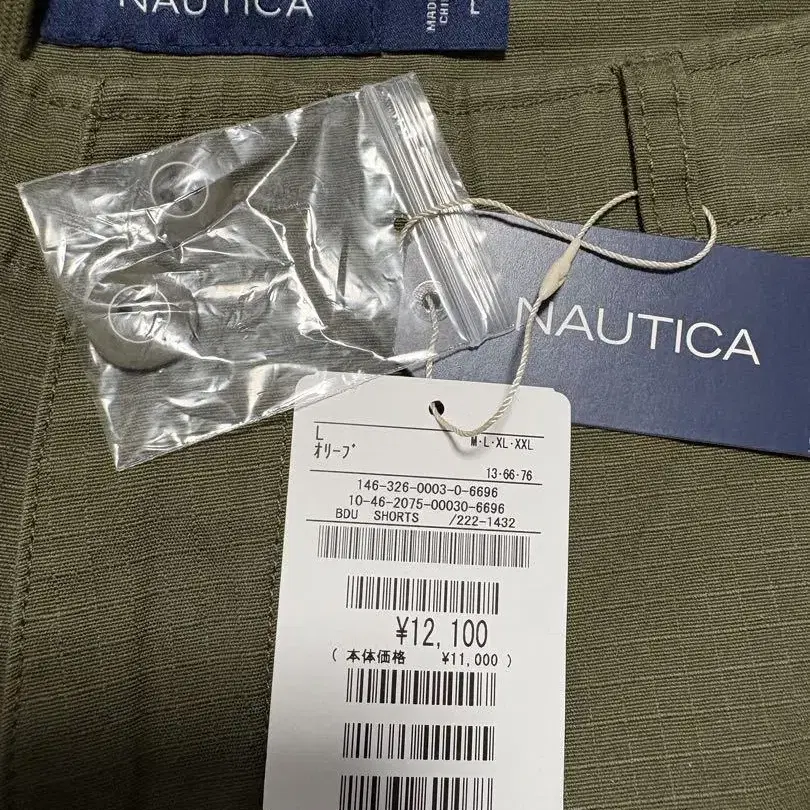 NAUTICA
MADE
CHI
L
NAUTICA
L
オリーブ
M・L・XL・XXL
13・66・76
146-326-0003-0-6696
10-46-2075-00030-6696
BDU SHORTS /222-1432
¥12,100
( 本体価格 ¥11,000 )